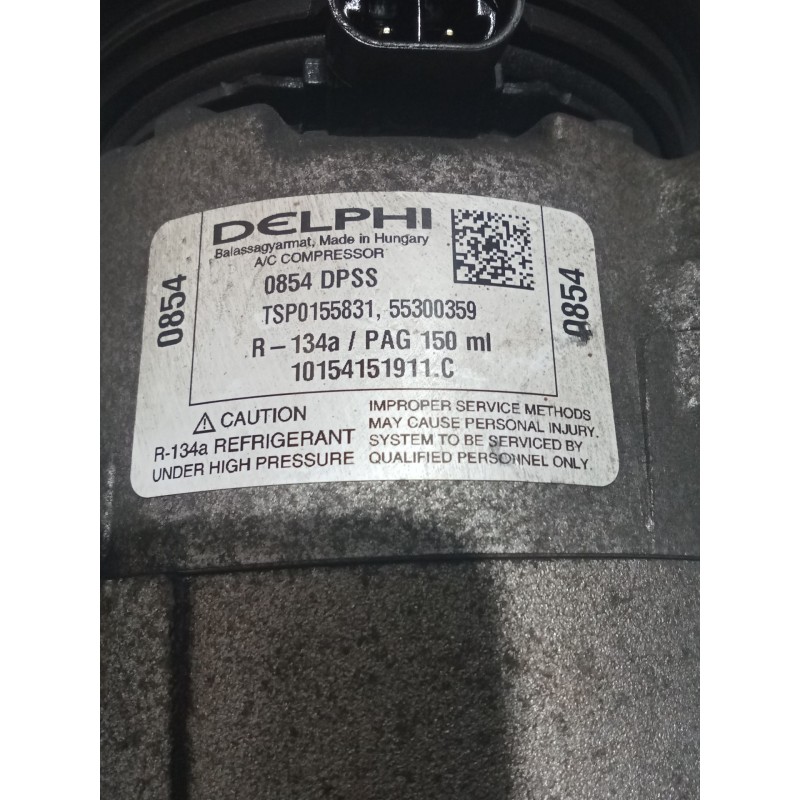 DELPHI
Balassagyarmat, Made in Hungary
A/C COMPRESSOR
0854 DPSS
TSP0155831, 55300359
R-134a / PAG 150 ml
10154151911.C
0854
0854
CAUTION
R-134a REFRIGERANT
UNDER HIGH PRESSURE
IMPROPER SERVICE METHODS
MAY CAUSE PERSONAL INJURY.
SYSTEM TO BE SERVICED BY
QUALIFIED PERSONNEL ONLY.